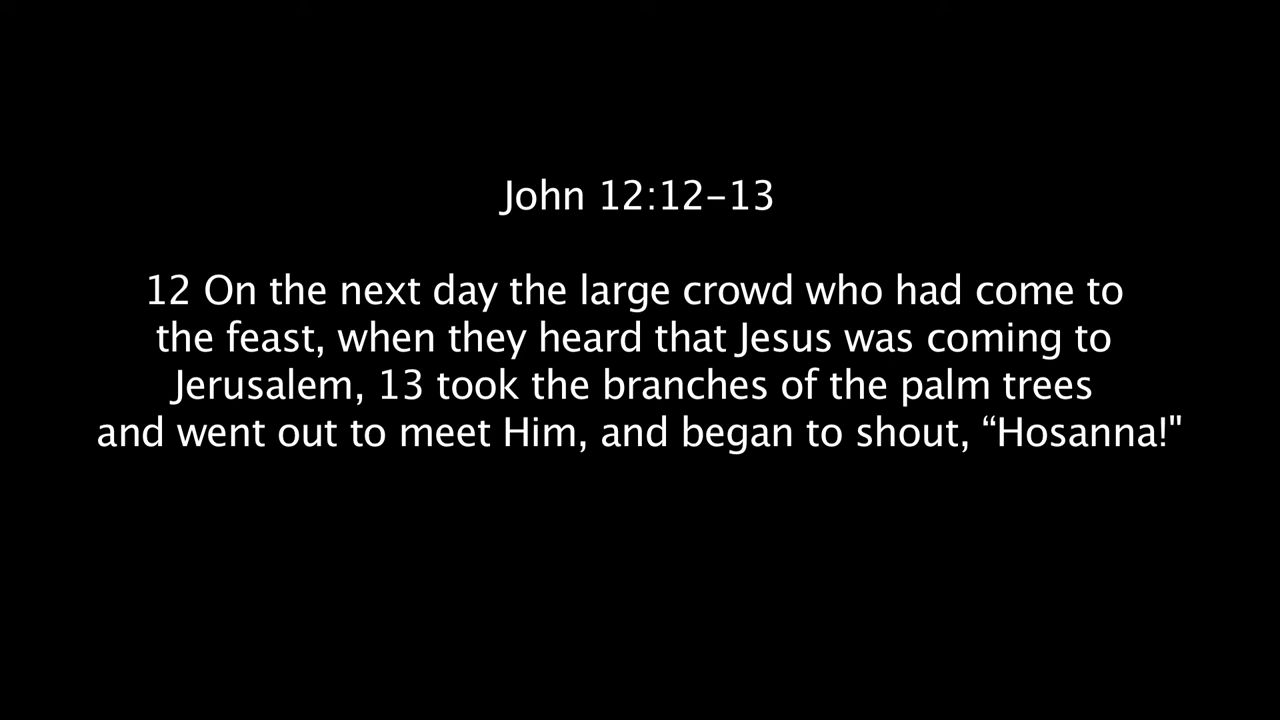 John 12:12-13
12 On the next day the large crowd who had come to
the feast, when they heard that Jesus was coming to
Jerusalem, 13 took the branches of the palm trees
and went out to meet Him, and began to shout, “Hosanna!"